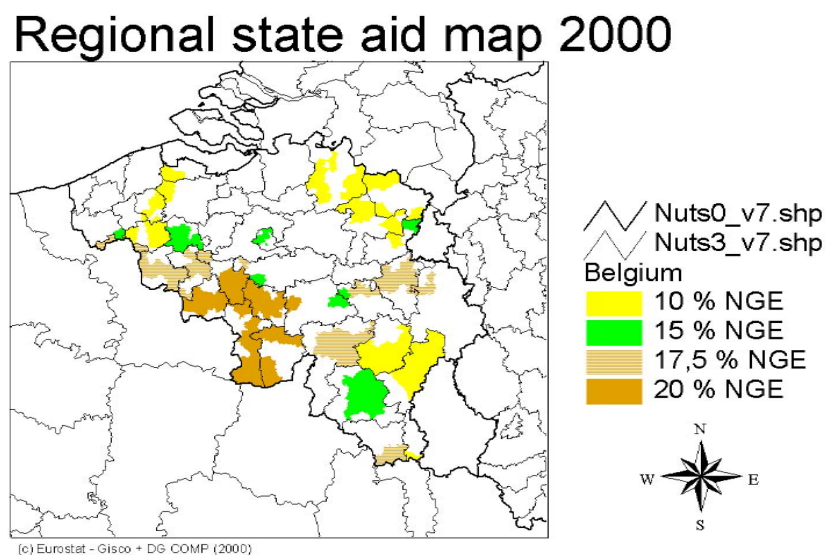 Regional state aid map 2000
Nuts0_v7.shp
Nuts3_v7.shp
Belgium
10 % NGE
15 % NGE
17,5 % NGE
20 % NGE
N
W E
S
(c) Eurostat - Gisco + DG COMP (2000)